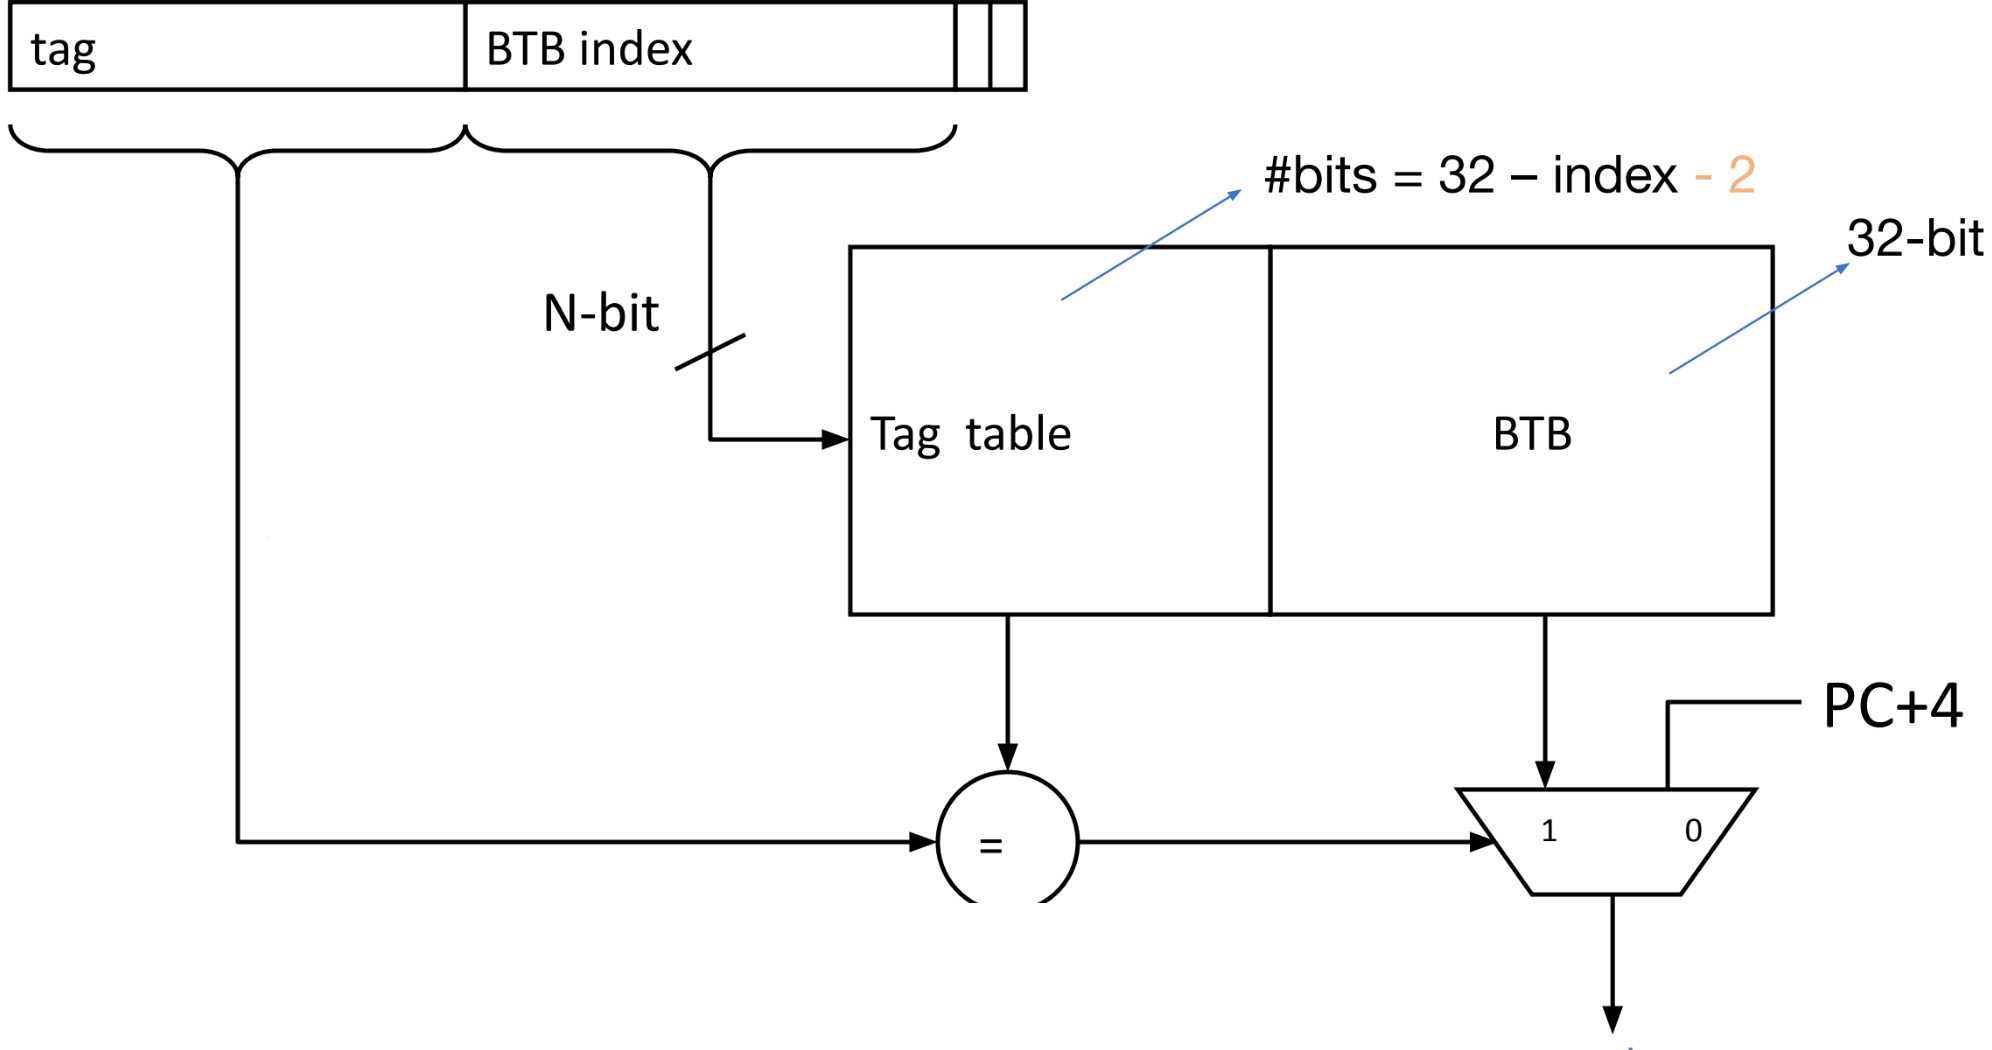 tag
BTB index
#bits = 32 – index - 2
32-bit
N-bit
Tag table
BTB
PC+4
1
0
=